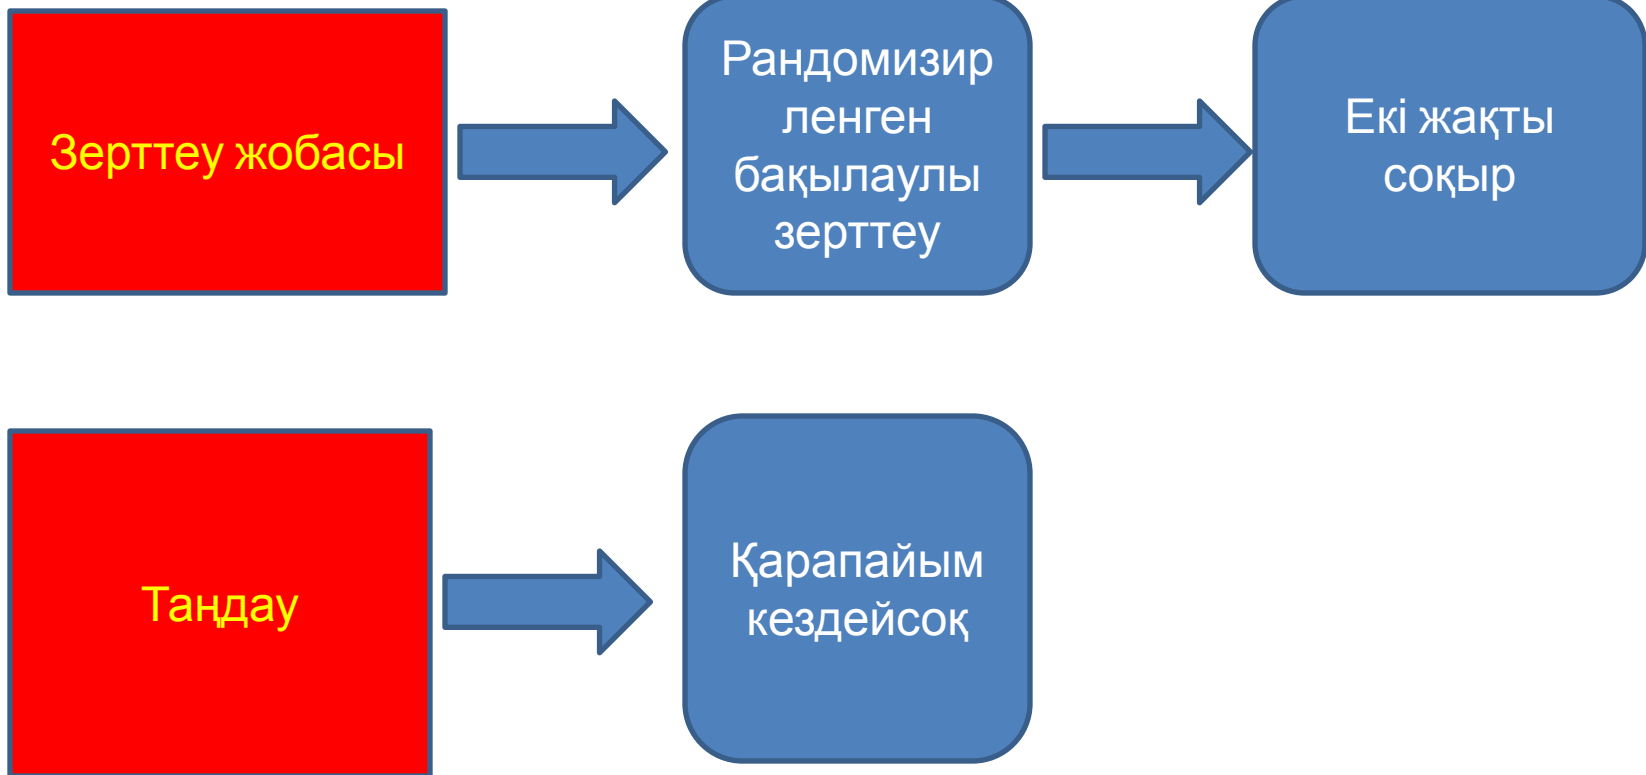 Зерттеу жобасы
Рандомизир
ленген
бақылаулы
зерттеу
Екі жақты
соқыр
Таңдау
Қарапайым
кездейсоқ